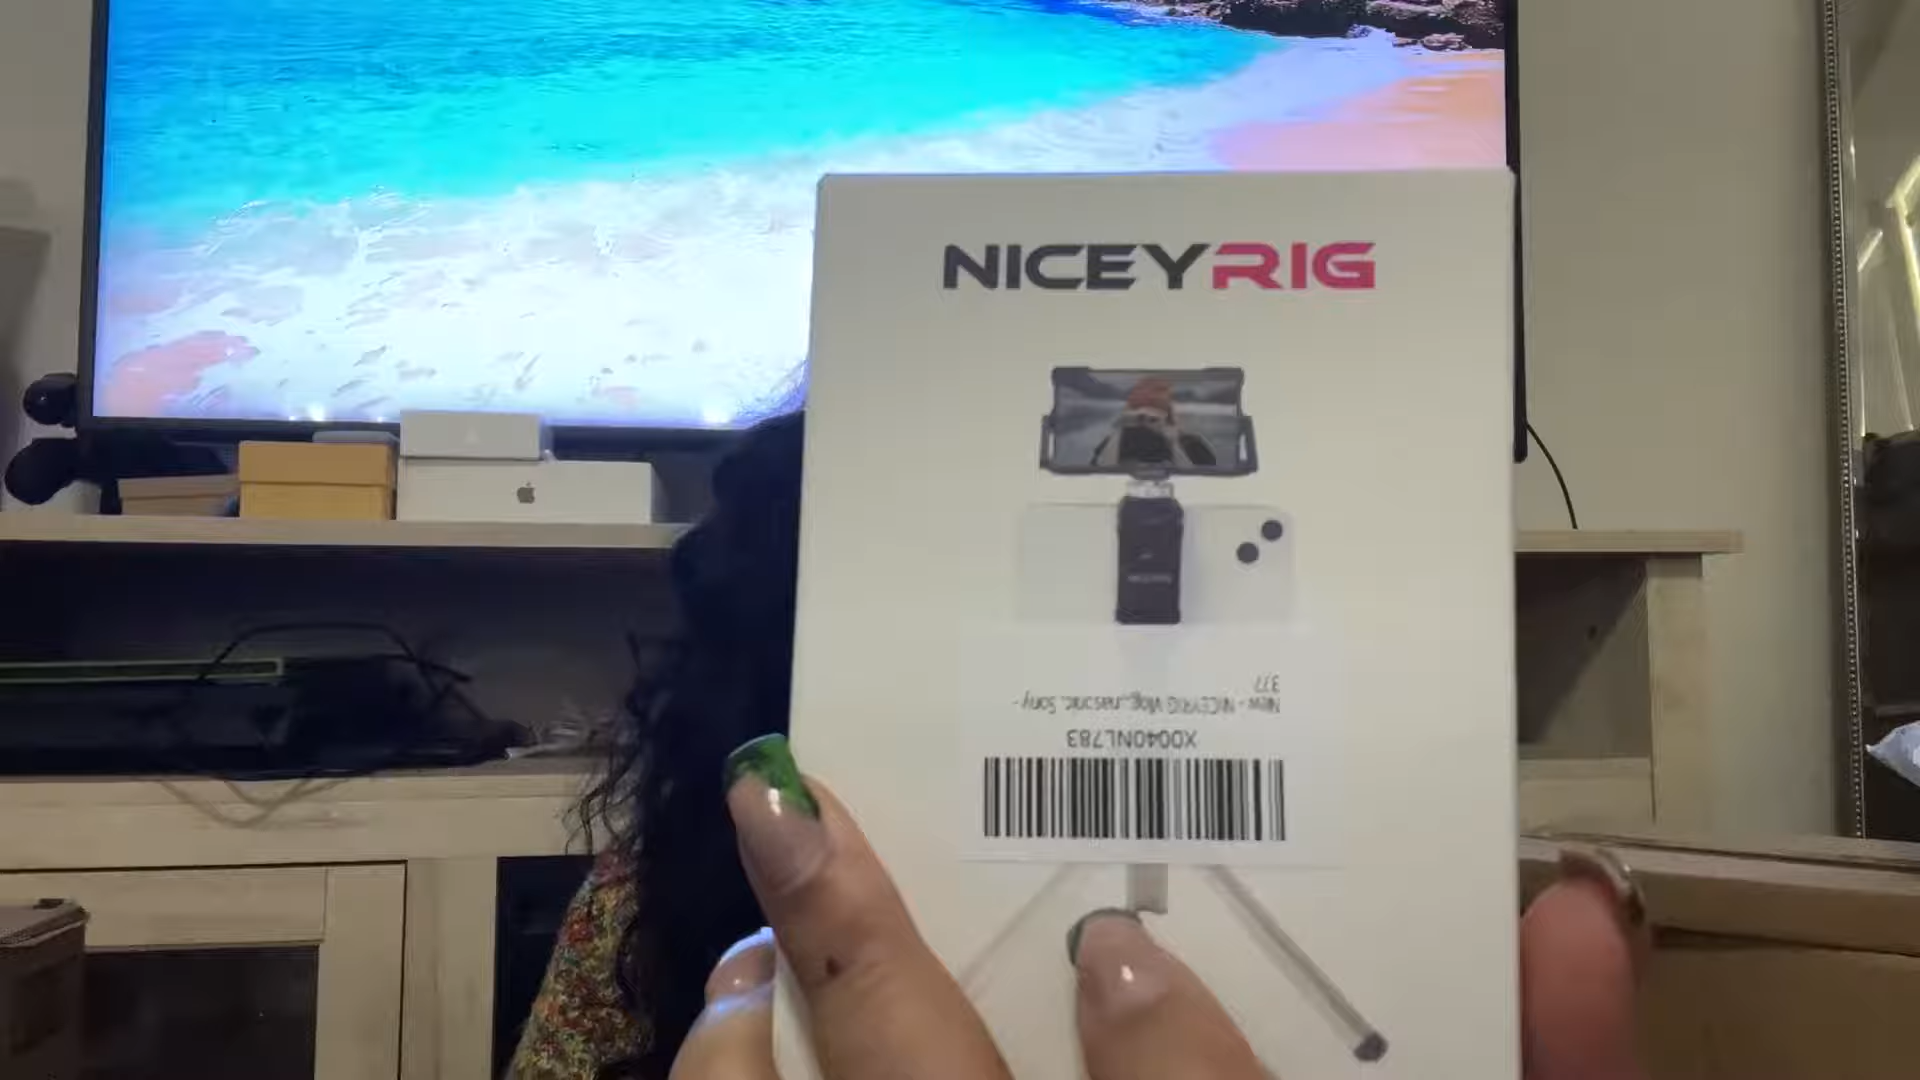 NICEYRIG
New - NICEYRIG Vlog...nasonic, Sony -
377
X0040NL783